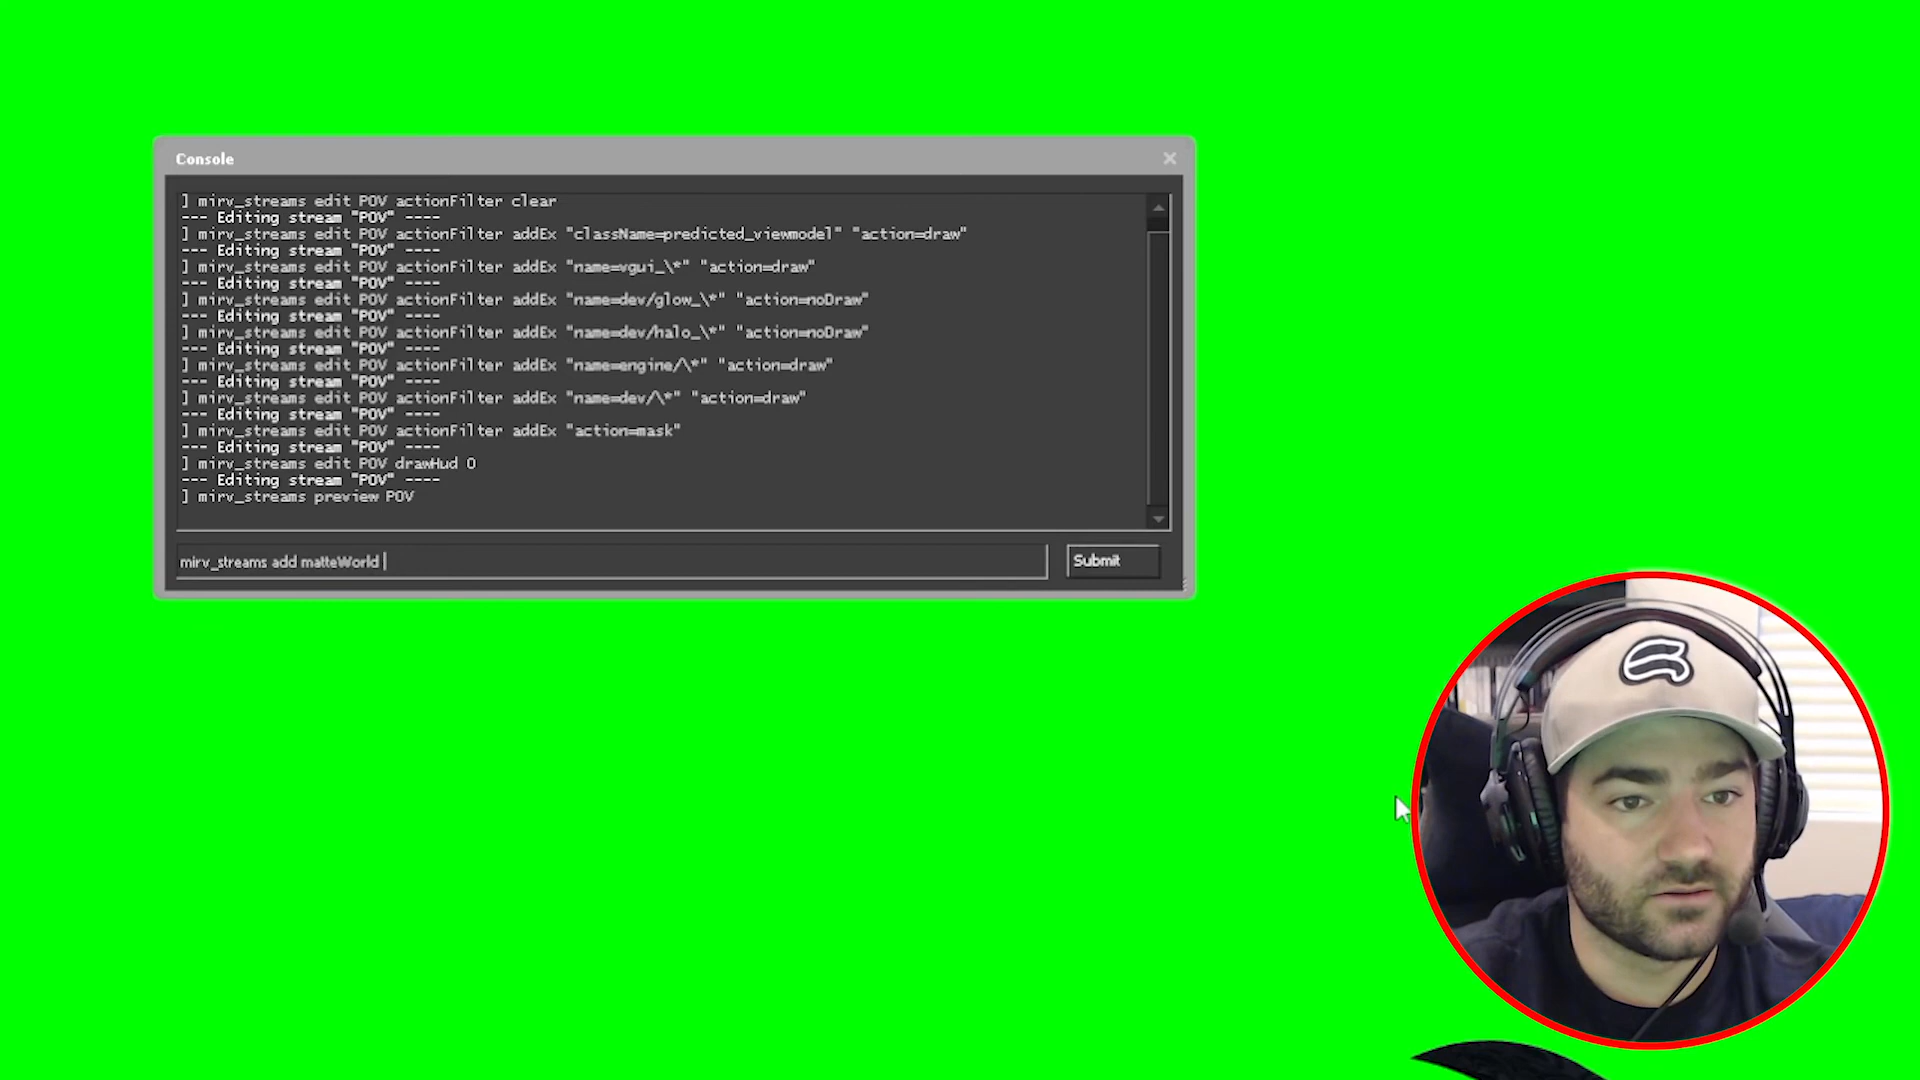 Console
] mirv_streams edit POV actionFilter clear
--- Editing stream "POV" ----
] mirv_streams edit POV actionFilter addEx "className=predicted_viewmodel" "action=draw"
--- Editing stream "POV" ----
] mirv_streams edit POV actionFilter addEx "name=vgui_\*" "action=draw"
--- Editing stream "POV" ----
] mirv_streams edit POV actionFilter addEx "name=dev/glow_\*" "action=noDraw"
--- Editing stream "POV" ----
] mirv_streams edit POV actionFilter addEx "name=dev/halo_\*" "action=noDraw"
--- Editing stream "POV" ----
] mirv_streams edit POV actionFilter addEx "name=engine/\*" "action=draw"
--- Editing stream "POV" ----
] mirv_streams edit POV actionFilter addEx "name=dev/\*" "action=draw"
--- Editing stream "POV" ----
] mirv_streams edit POV actionFilter addEx "action=mask"
--- Editing stream "POV" ----
] mirv_streams edit POV drawHud 0
--- Editing stream "POV" ----
] mirv_streams preview POV
mirv_streams add matteWorld
Submit